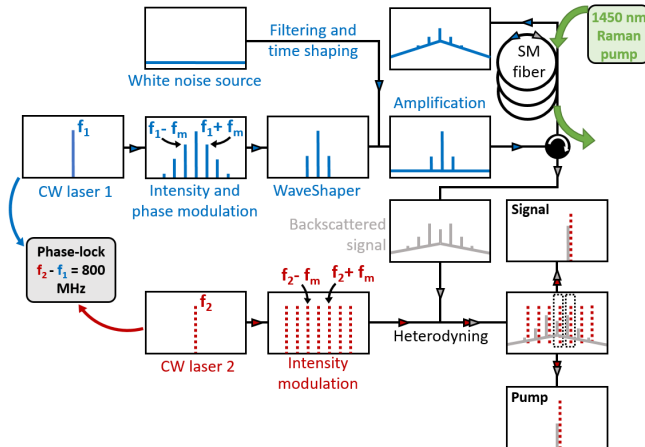 Filtering and
time shaping
White noise source
SM
fiber
1450 nm
Raman
pump
Amplification
f1
f1- fm
f1+ fm
CW laser 1
Intensity and
phase modulation
WaveShaper
Backscattered
signal
Signal
Phase-lock
f2 - f1 = 800
MHz
f2
f2- fm
f2+ fm
CW laser 2
Intensity
modulation
Heterodyning
Pump